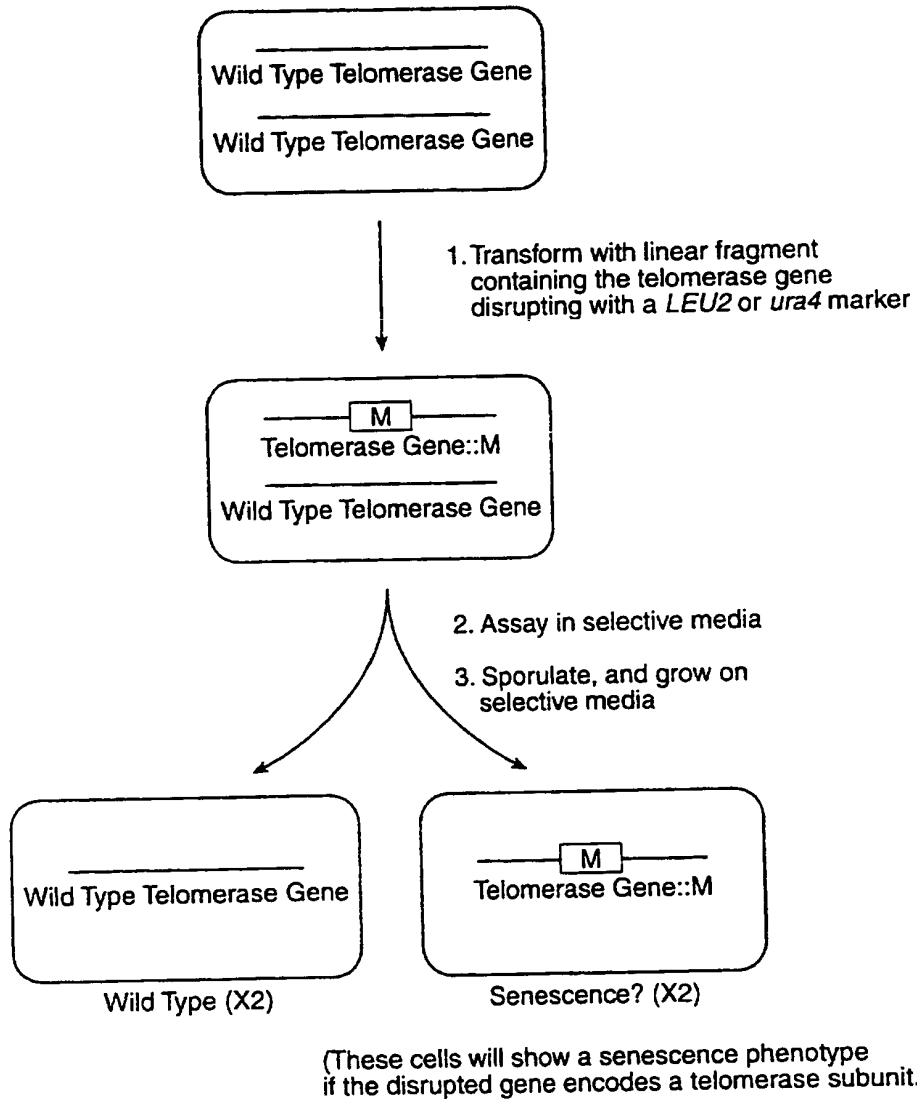 Wild Type Telomerase Gene
Wild Type Telomerase Gene
1. Transform with linear fragment
containing the telomerase gene
disrupting with a LEU2 or ura4 marker
M
Telomerase Gene::M
Wild Type Telomerase Gene
2. Assay in selective media
3. Sporulate, and grow on
selective media
Wild Type Telomerase Gene
Wild Type (X2)
M
Telomerase Gene::M
Senescence? (X2)
(These cells will show a senescence phenotype
if the disrupted gene encodes a telomerase subunit.